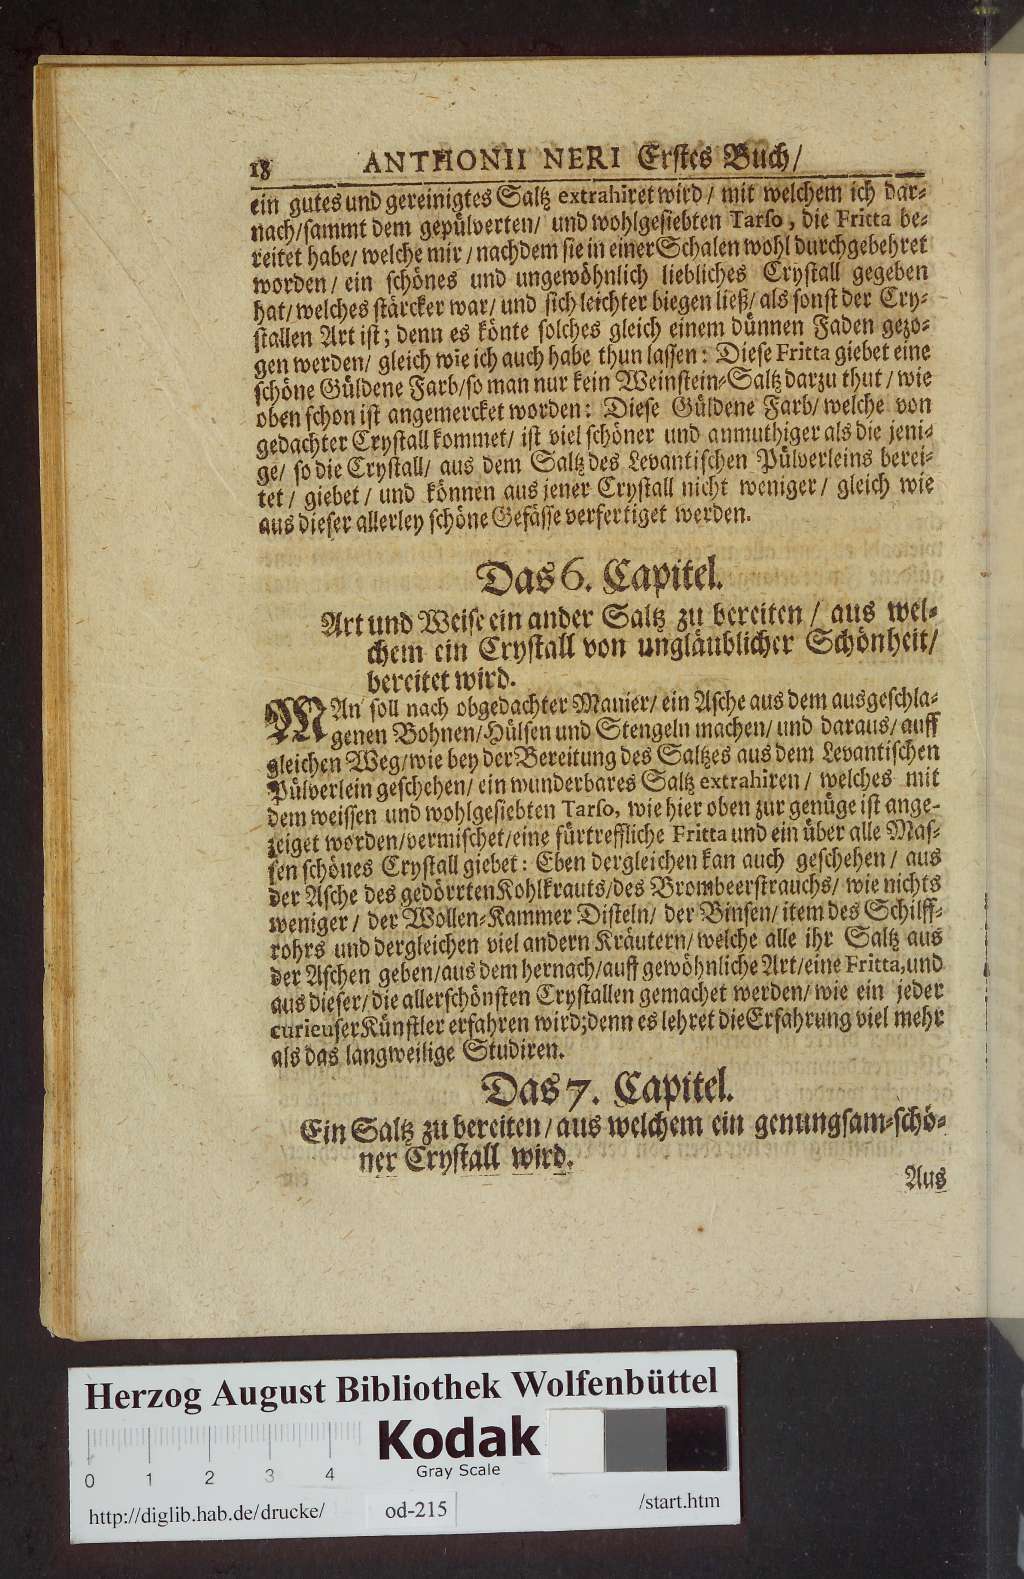 18 ANTHONII NERI Erstes Buch/
ein gutes und gereinigtes Saltz extrahiret wird / mit welchem ich dar-
nach/sammt dem gepülverten/ und wohlgesiebten Tarso, die Fritta be-
reitet habe/ welche mir / nachdem sie in einer Schalen wohl durchgebehret
worden/ ein schönes und ungewöhnlich liebliches Crystall gegeben
hat/ welches stärcker war/ und sich leichter biegen ließ/ als sonst der Cry-
stallen Art ist; denn es könte solches gleich einem dünnen Faden gezo-
gen werden/ gleich wie ich auch habe thun lassen: Diese Fritta giebet eine
schöne Güldene Farb/so man nur kein Weinstein-Saltz darzu thut / wie
oben schon ist angemercket worden: Diese Güldene Farb/ welche von
gedachter Crystall kommet/ ist viel schöner und anmuthiger als die jeni-
ge/ so die Crystall/ aus dem Saltz des Levantischen Pülverleins berei-
tet / giebet / und können aus jener Crystall nicht weniger / gleich wie
aus dieser allerley schöne Gefässe verfertiget werden.
Das 6. Capitel.
Art und Weise ein ander Saltz zu bereiten / aus wel-
chem ein Crystall von ungläublicher Schönheit/
bereitet wird.
MAn soll nach obgedachter Manier/ ein Asche aus dem ausgeschla-
genen Bohnen/Hülsen und Stengeln machen/ und daraus/ auff
gleichen Weg/wie bey der Bereitung des Saltzes aus dem Levantischen
Pülverlein geschehen/ ein wunderbares Saltz extrahiren / welches mit
dem weissen und wohlgesiebten Tarso, wie hier oben zur genüge ist ange-
zeiget worden/vermischet/eine fürtreffliche Fritta und ein über alle Mas-
sen schönes Crystall giebet: Eben dergleichen kan auch geschehen / aus
der Asche des gedörrten Kohlkrauts/des Brombeerstrauchs/ wie nichts
weniger / der Wollen-Kammer Disteln/ der Binsen/ item des Schilff-
rohrs und dergleichen viel andern Kräutern/ welche alle ihr Saltz aus
der Aschen geben/aus dem hernach/auff gewöhnliche Art/eine Fritta, und
aus dieser/die allerschönsten Crystallen gemachet werden/ wie ein jeder
curieuser Künstler erfahren wird; denn es lehret die Erfahrung viel mehr
als das langweilige Studiren.
Das 7. Capitel.
Ein Saltz zu bereiten / aus welchem ein genungsam-schö-
ner Crystall wird.
Aus
Herzog August Bibliothek Wolfenbüttel
Kodak
Gray Scale
0 1 2 3 4
http://diglib.hab.de/drucke/ od-215 /start.htm